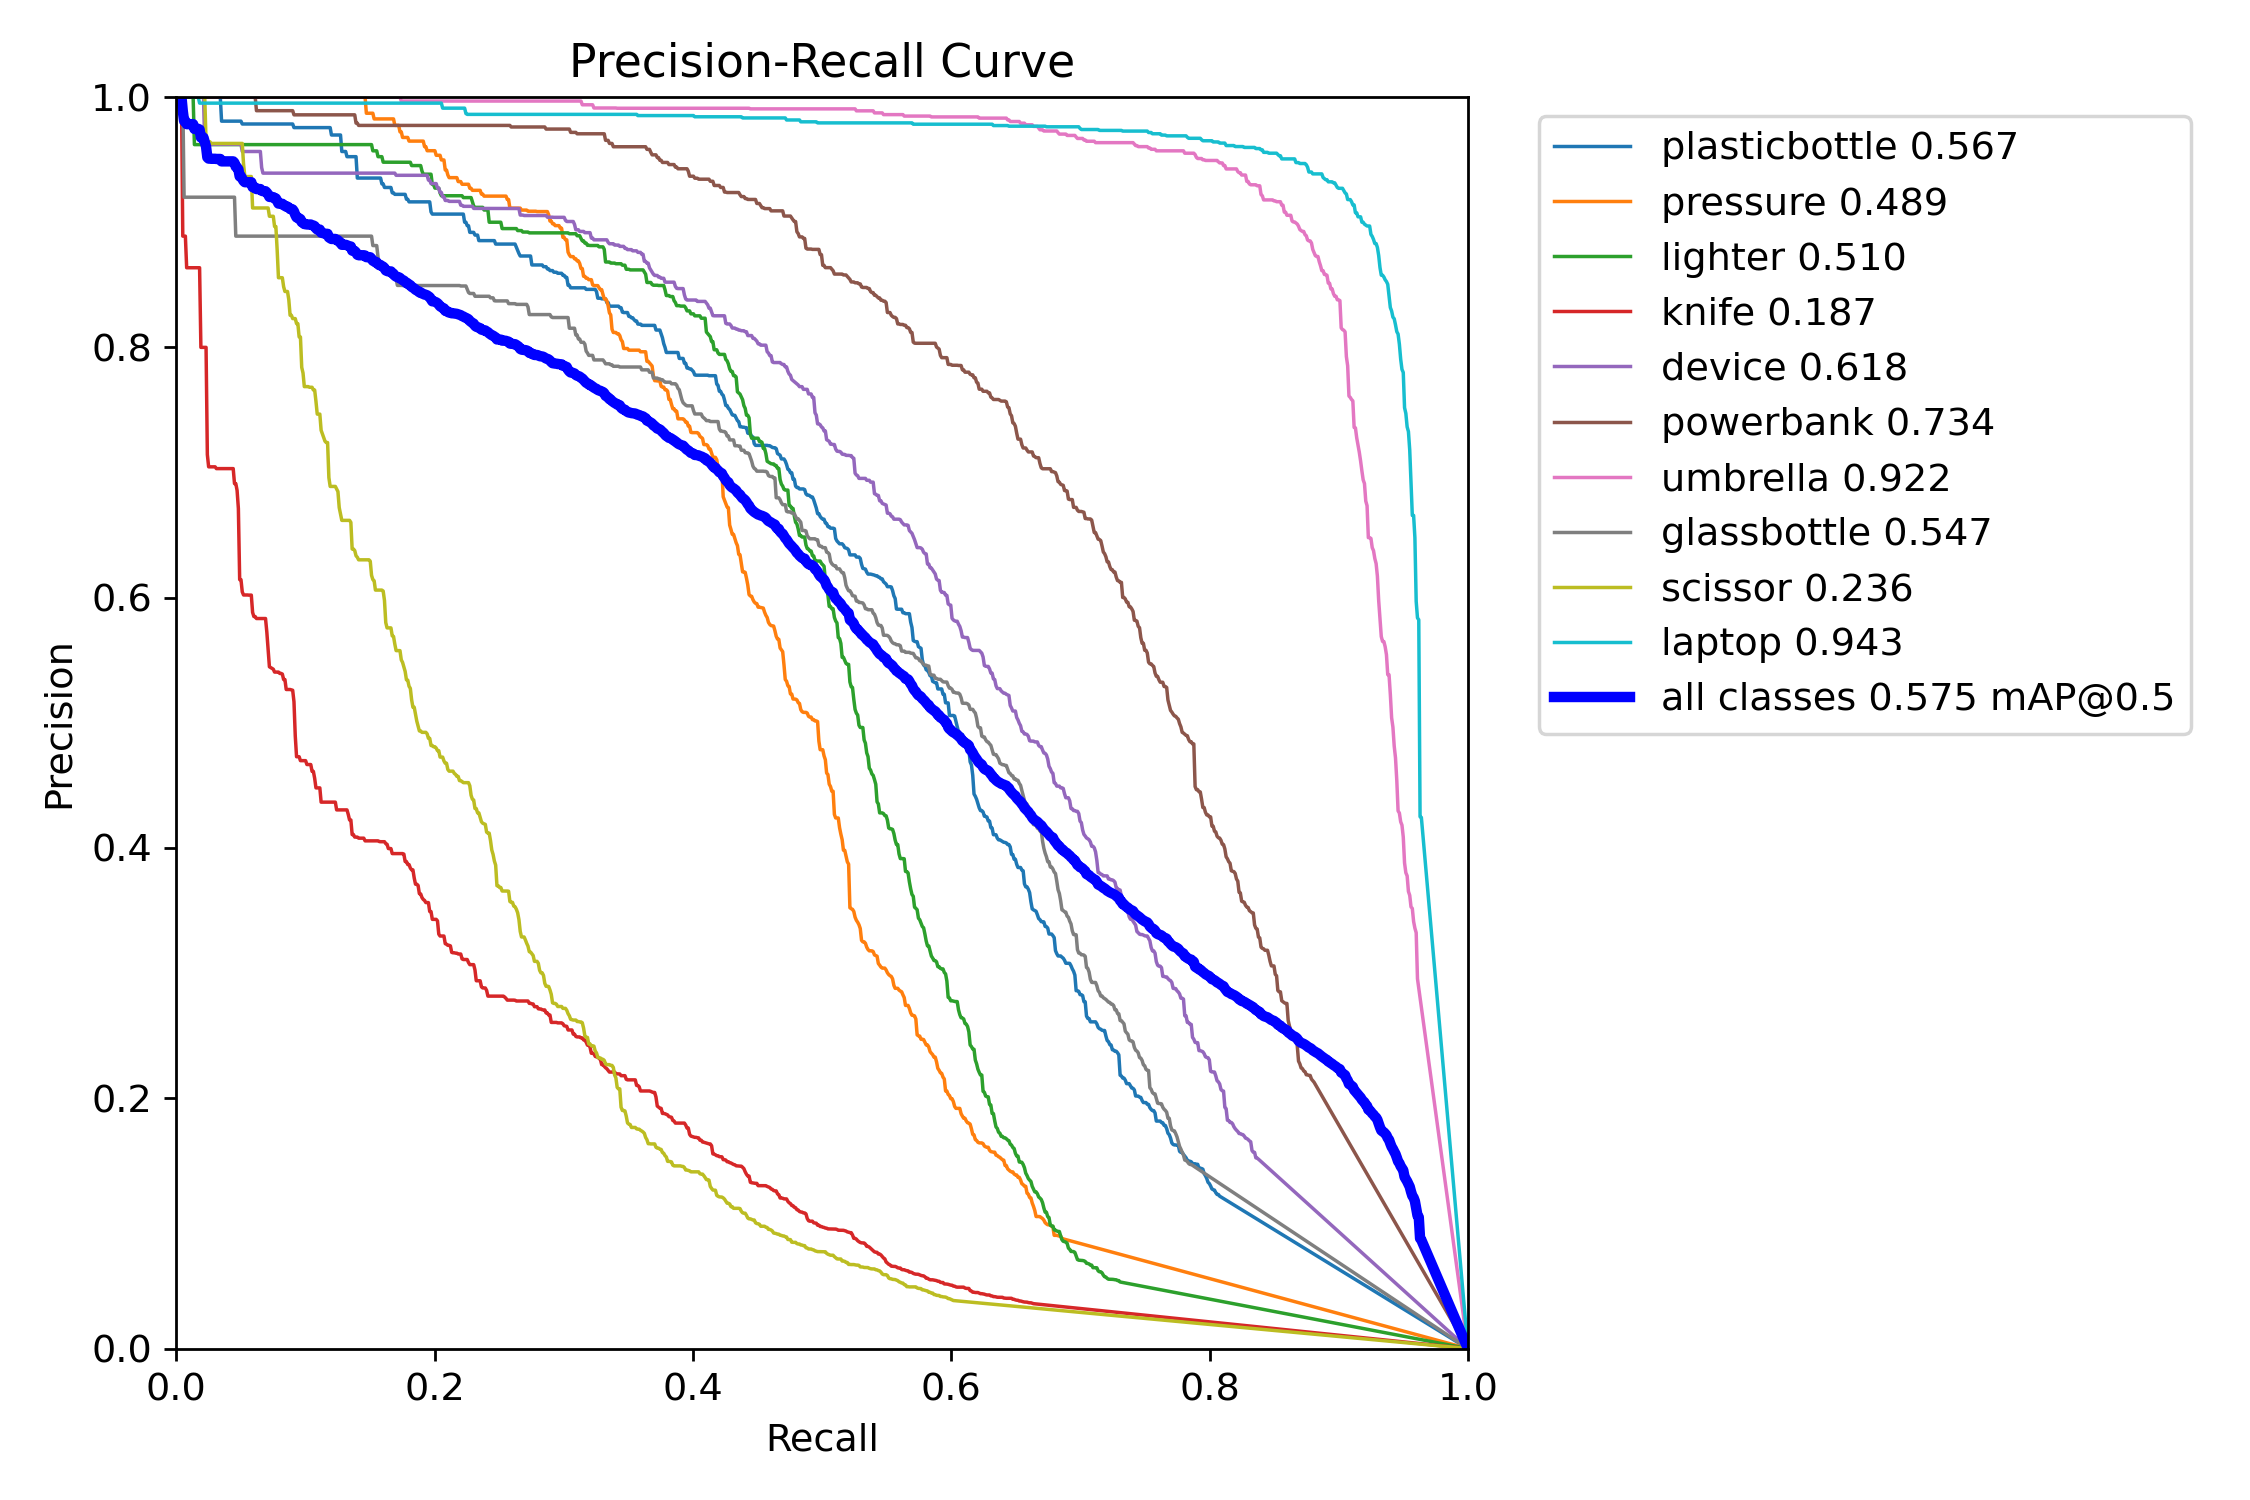 Precision-Recall Curve
1.0
0.8
0.6
0.4
0.2
0.0
Precision
0.0 0.2 0.4 0.6 0.8 1.0
Recall
plasticbottle 0.567
pressure 0.489
lighter 0.510
knife 0.187
device 0.618
powerbank 0.734
umbrella 0.922
glassbottle 0.547
scissor 0.236
laptop 0.943
all classes 0.575 mAP@0.5